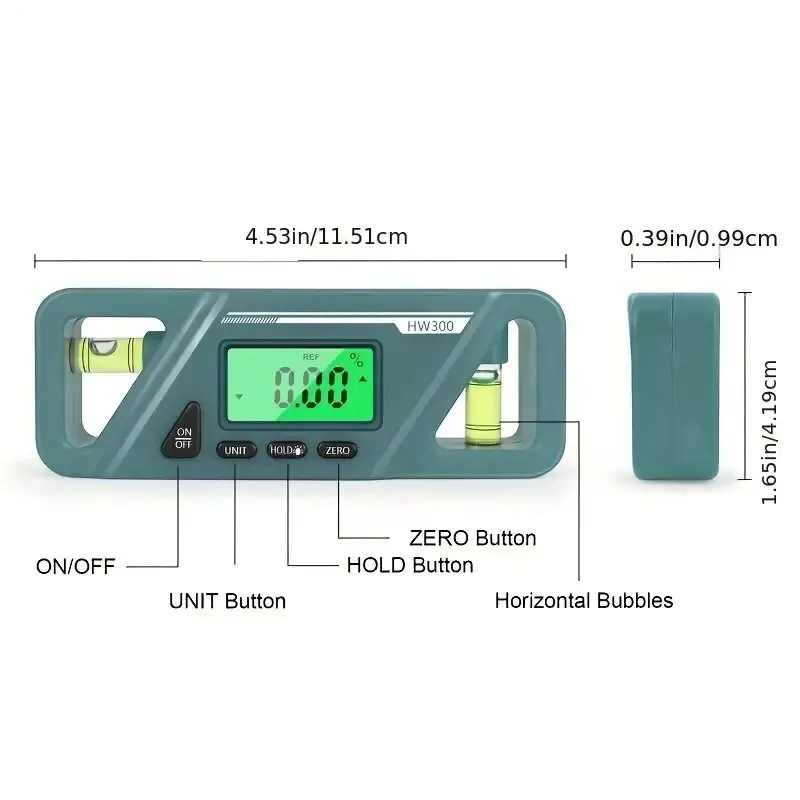 4.53in/11.51cm
0.39in/0.99cm
HW300
REF
%
0.00
1.65in/4.19cm
ON
OFF
UNIT
HOLD
ZERO
ZERO Button
ON/OFF
HOLD Button
UNIT Button
Horizontal Bubbles